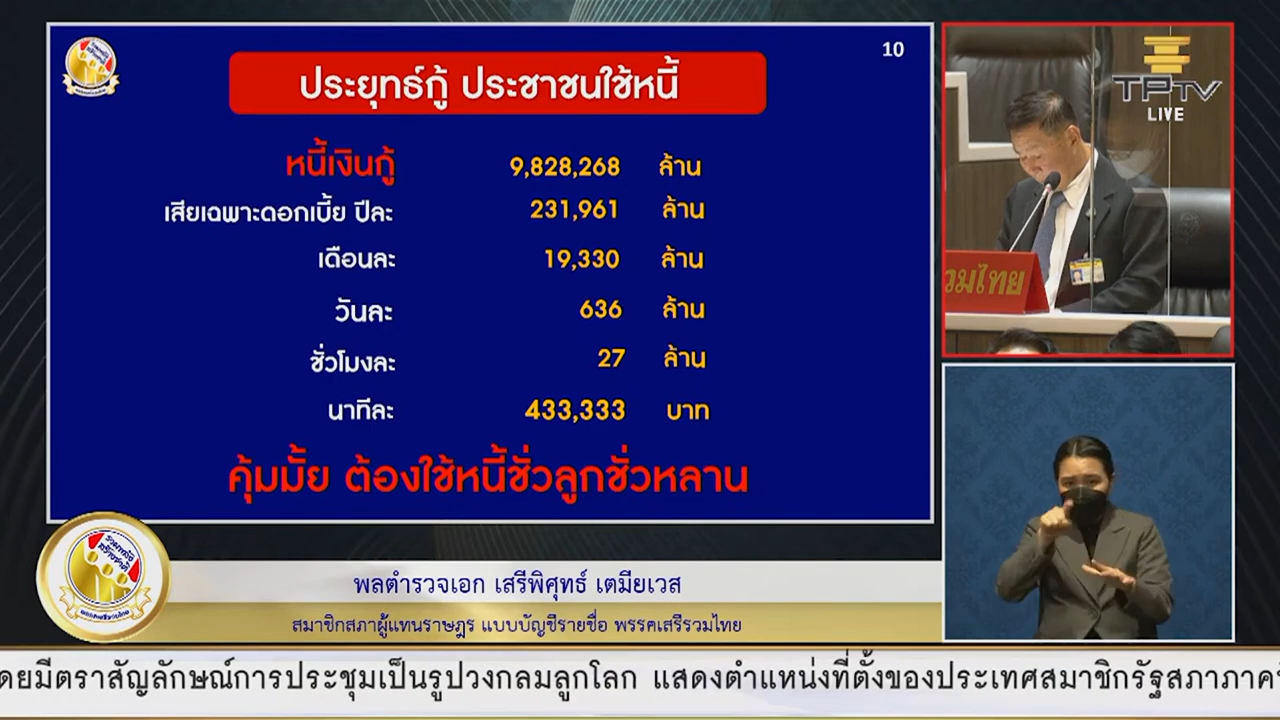 10
ประยุทธ์กู้ ประชาชนใช้หนี้
หนี้เงินกู้ 9,828,268 ล้าน
เสียเฉพาะดอกเบี้ย ปีละ 231,961 ล้าน
เดือนละ 19,330 ล้าน
วันละ 636 ล้าน
ชั่วโมงละ 27 ล้าน
นาทีละ 433,333 บาท
คุ้มมั้ย ต้องใช้หนี้ชั่วลูกชั่วหลาน
TPTV
LIVE
วมไทย
พลตำรวจเอก เสรีพิศุทธ์ เตมียเวส
สมาชิกสภาผู้แทนราษฎร แบบบัญชีรายชื่อ พรรคเสรีรวมไทย
ดยมีตราสัญลักษณ์การประชุมเป็นรูปวงกลมลูกโลก แสดงตำแหน่งที่ตั้งของประเทศสมาชิกรัฐสภาภาค